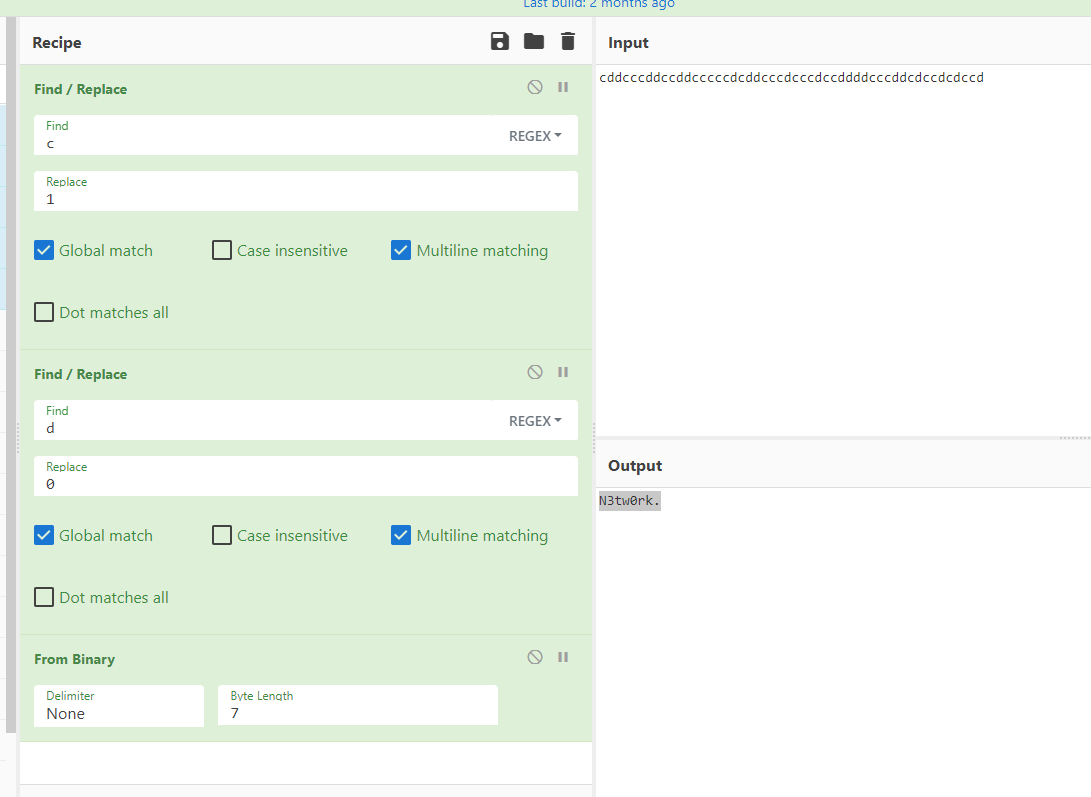 Last build: 2 months ago
Recipe
Input
Find / Replace
Find
c
REGEX
Replace
1
Global match
Case insensitive
Multiline matching
Dot matches all
Find / Replace
Find
d
REGEX
Replace
0
Global match
Case insensitive
Multiline matching
Dot matches all
From Binary
Delimiter
None
Byte Length
7
cddcccddccddcccccdcddcccdcccdccddddcccddcdccdcdccd
Output
N3tw0rk.